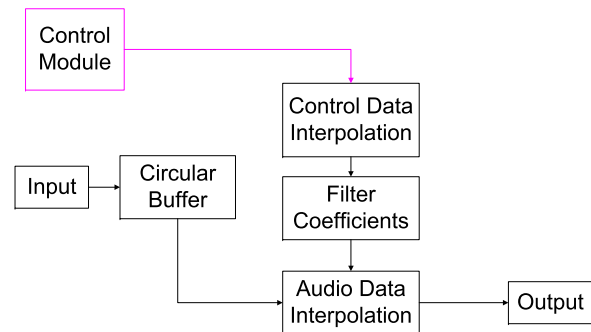 Control
Module
Control Data
Interpolation
Input
Circular
Buffer
Filter
Coefficients
Audio Data
Interpolation
Output